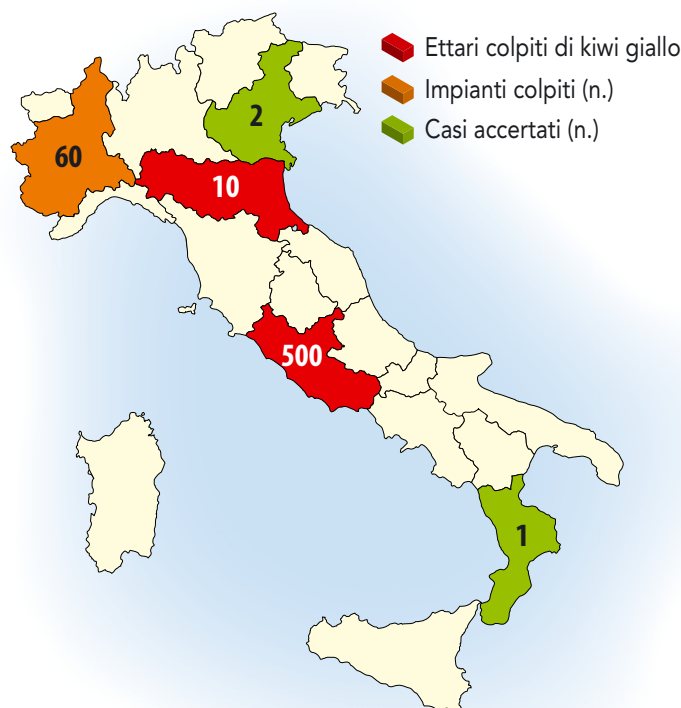 Ettari colpiti di kiwi giallo
Impianti colpiti (n.)
Casi accertati (n.)
2
60
10
500
1